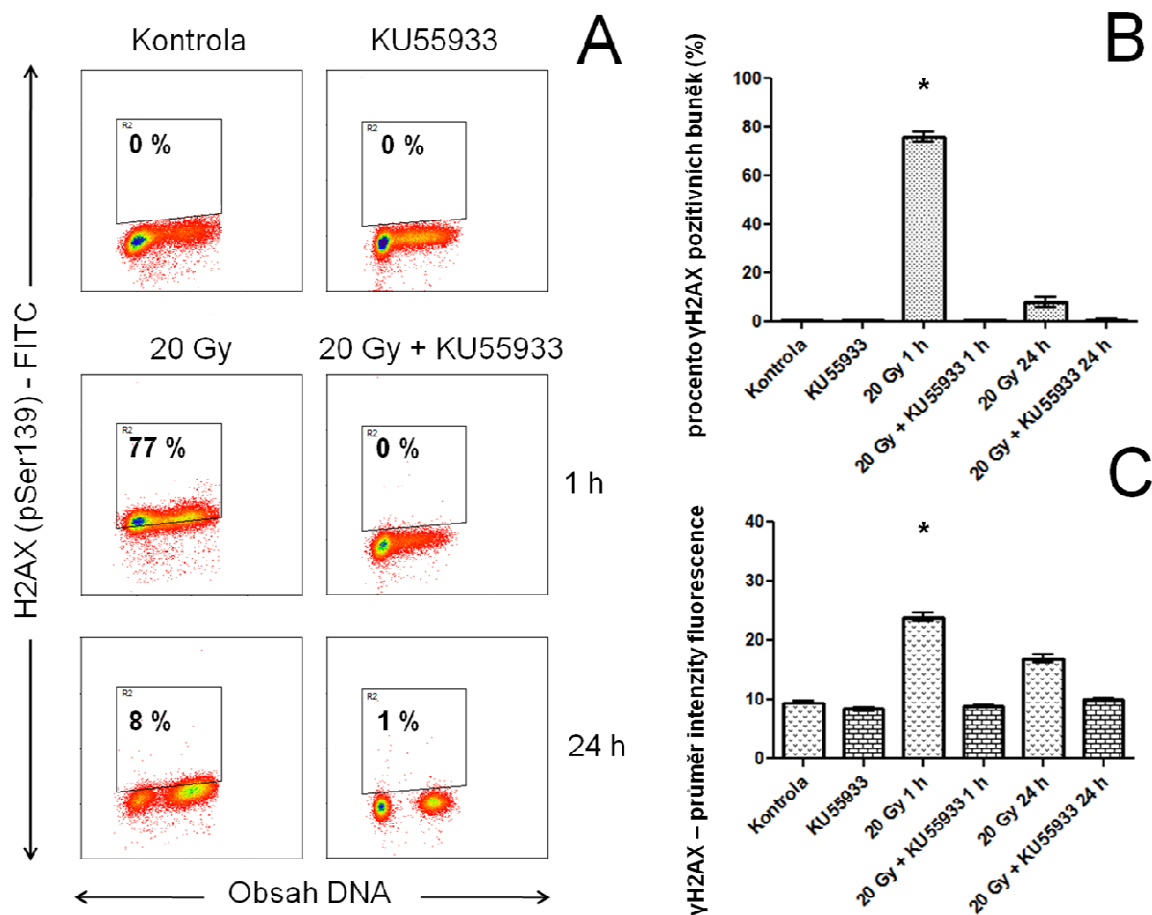 A
Kontrola
KU55933
H2AX (pSer139) - FITC
R2
0 %
R2
0 %
20 Gy
20 Gy + KU55933
R2
77 %
R2
0 %
1 h
R2
8 %
R2
1 %
24 h
Obsah DNA
B
procento γH2AX pozitivních buněk (%)
100
80
60
40
20
0
*
Kontrola
KU55933
20 Gy 1 h
20 Gy + KU55933 1 h
20 Gy 24 h
20 Gy + KU55933 24 h
C
γH2AX – průměr intenzity fluorescence
40
30
20
10
0
*
Kontrola
KU55933
20 Gy 1 h
20 Gy + KU55933 1 h
20 Gy 24 h
20 Gy + KU55933 24 h